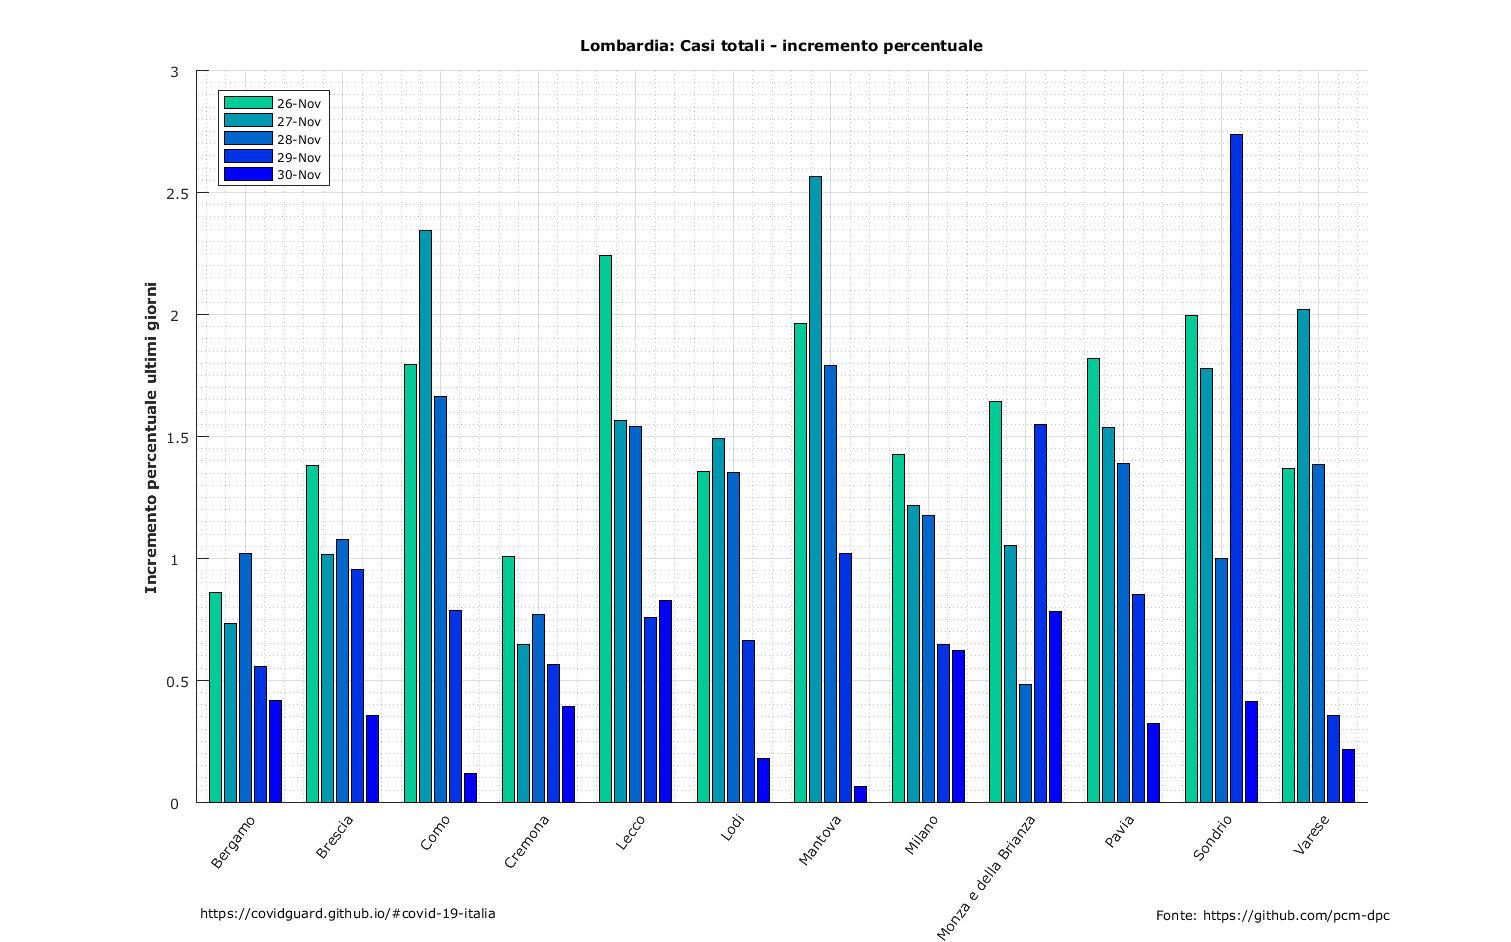 Lombardia: Casi totali - incremento percentuale
Incremento percentuale ultimi giorni
3
2.5
2
1.5
1
0.5
0
26-Nov
27-Nov
28-Nov
29-Nov
30-Nov
Bergamo
Brescia
Como
Cremona
Lecco
Lodi
Mantova
Milano
Monza e della Brianza
Pavia
Sondrio
Varese
https://covidguard.github.io/#covid-19-italia
Fonte: https://github.com/pcm-dpc